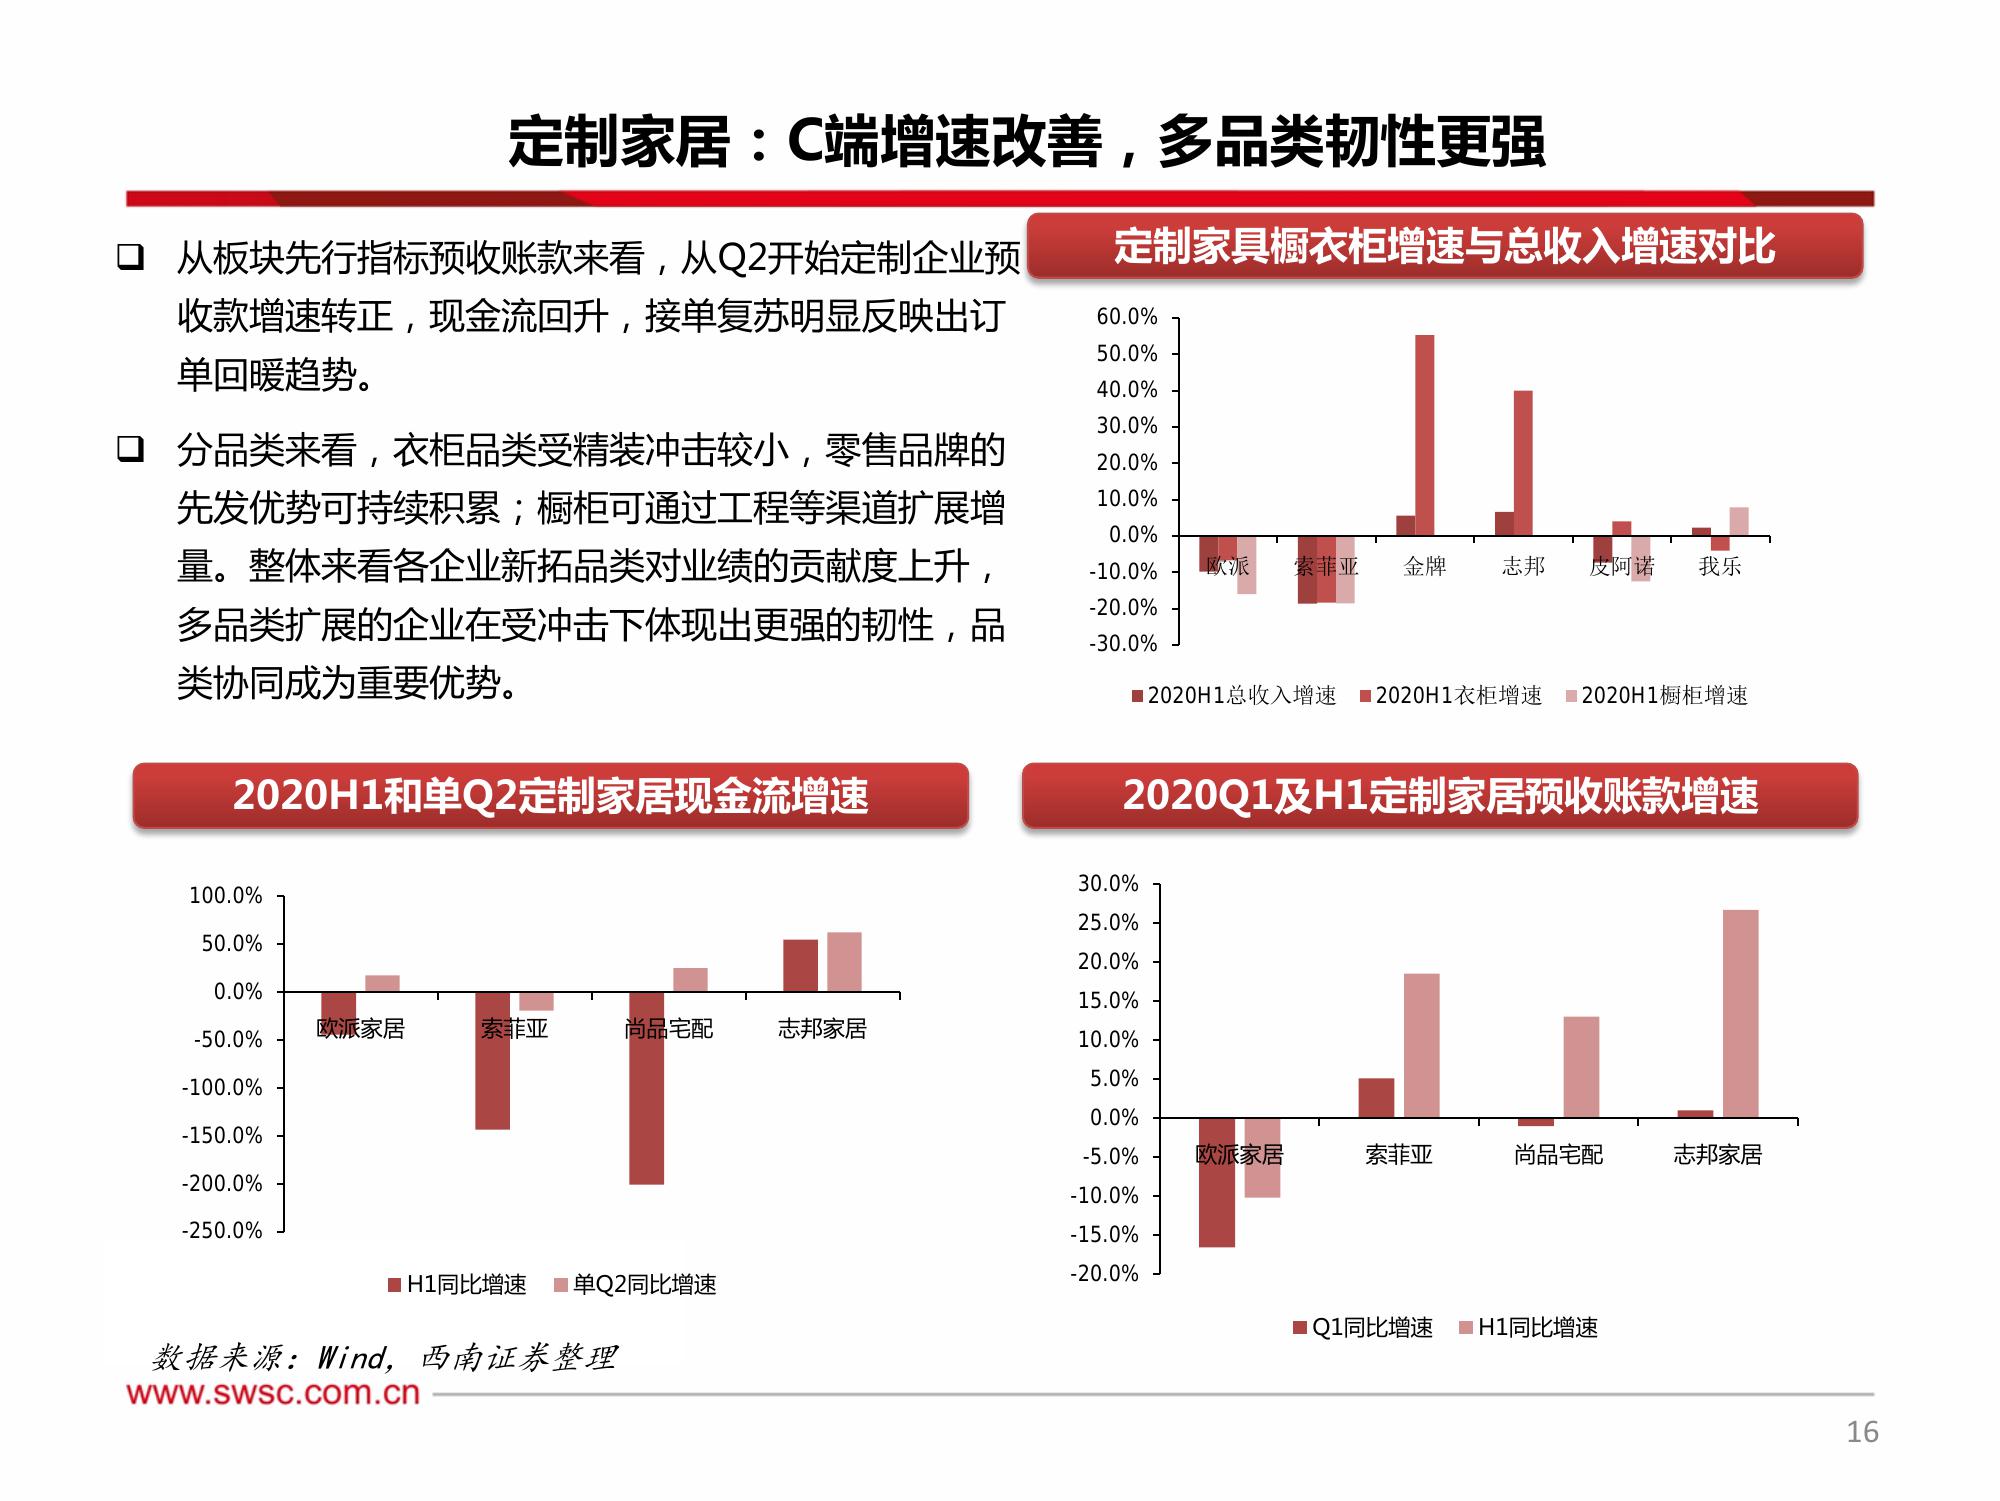 定制家居：C端增速改善，多品类韧性更强
❑ 从板块先行指标预收账款来看，从Q2开始定制企业预
收款增速转正，现金流回升，接单复苏明显反映出订
单回暖趋势。
❑ 分品类来看，衣柜品类受精装冲击较小，零售品牌的
先发优势可持续积累；橱柜可通过工程等渠道扩展增
量。整体来看各企业新拓品类对业绩的贡献度上升，
多品类扩展的企业在受冲击下体现出更强的韧性，品
类协同成为重要优势。
定制家具橱衣柜增速与总收入增速对比
60.0%
50.0%
40.0%
30.0%
20.0%
10.0%
0.0%
-10.0%
-20.0%
-30.0%
欧派 索菲亚 金牌 志邦 皮阿诺 我乐
2020H1总收入增速 2020H1衣柜增速 2020H1橱柜增速
2020H1和单Q2定制家居现金流增速
100.0%
50.0%
0.0%
-50.0%
-100.0%
-150.0%
-200.0%
-250.0%
欧派家居 索菲亚 尚品宅配 志邦家居
H1同比增速 单Q2同比增速
2020Q1及H1定制家居预收账款增速
30.0%
25.0%
20.0%
15.0%
10.0%
5.0%
0.0%
-5.0%
-10.0%
-15.0%
-20.0%
欧派家居 索菲亚 尚品宅配 志邦家居
Q1同比增速 H1同比增速
数据来源：Wind，西南证券整理
www.swsc.com.cn
16